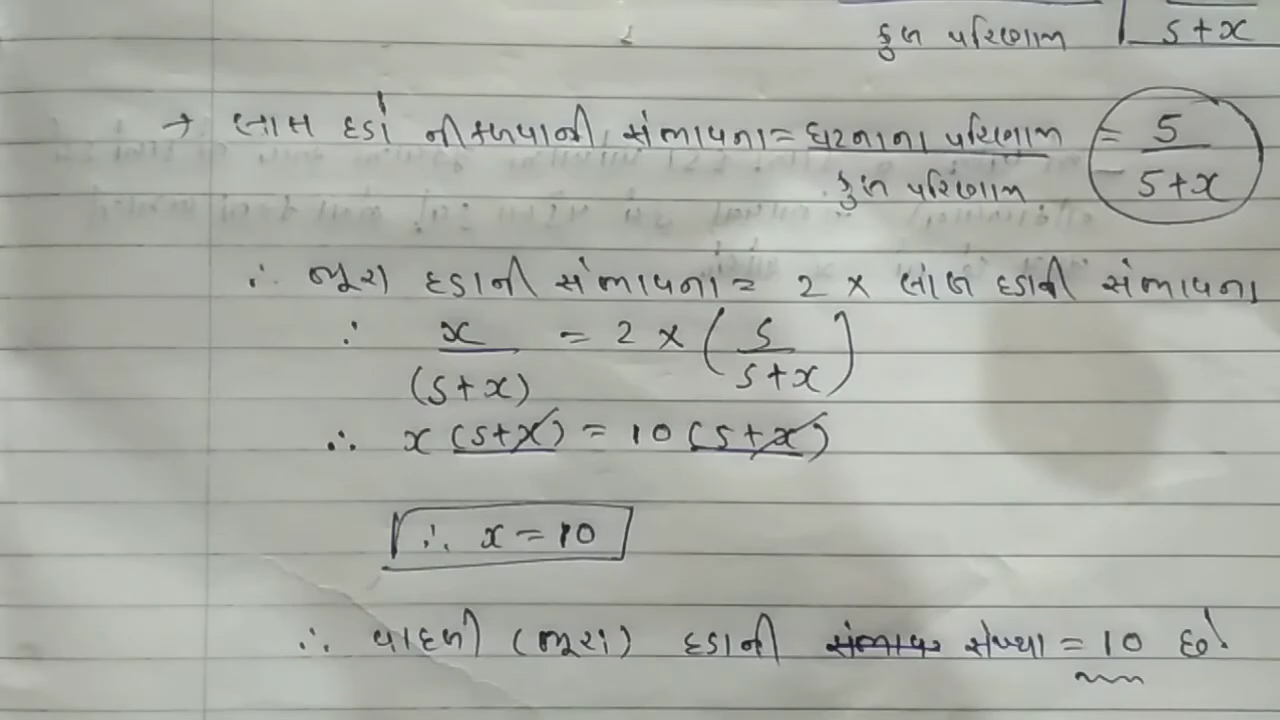 કુલ પરિણામ | 5+x
→ લાલ દડો નીકળવાની સંભાવના = ઘટનાના પરિણામ / કુલ પરિણામ = 5 / 5+x
∴ ભૂરા દડાની સંભાવના = 2 × લાલ દડાની સંભાવના
∴ x / (5+x) = 2 × (5 / 5+x)
∴ x (5+x) = 10 (5+x)
∴ x = 10
∴ વાદળી (ભૂરા) દડાની સંખ્યા = 10 છે.